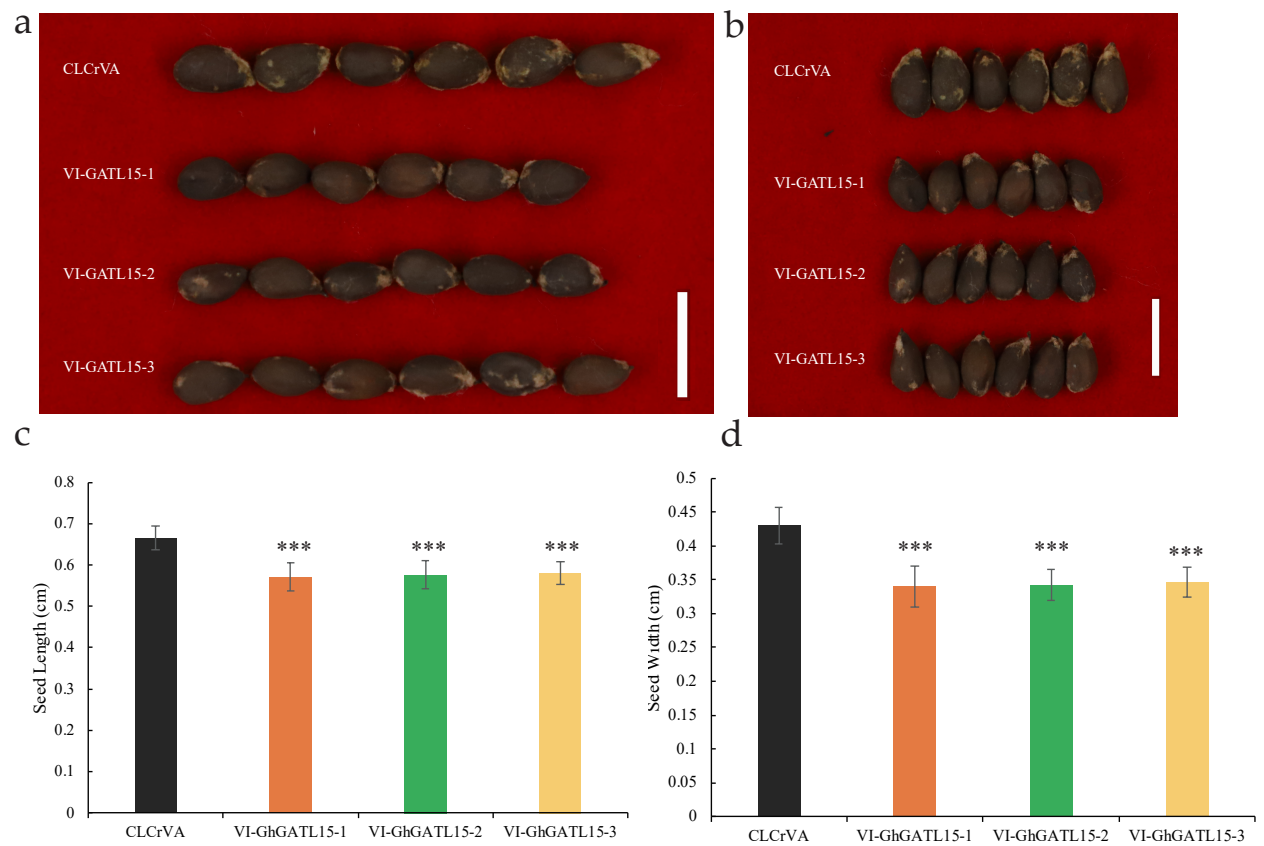 a
CLCrVA
VI-GATL15-1
VI-GATL15-2
VI-GATL15-3
b
CLCrVA
VI-GATL15-1
VI-GATL15-2
VI-GATL15-3
c
0.8
0.7
0.6
0.5
0.4
0.3
0.2
0.1
0
Seed Length (cm)
***
***
***
CLCrVA
VI-GhGATL15-1
VI-GhGATL15-2
VI-GhGATL15-3
d
0.5
0.45
0.4
0.35
0.3
0.25
0.2
0.15
0.1
0.05
0
Seed Width (cm)
***
***
***
CLCrVA
VI-GhGATL15-1
VI-GhGATL15-2
VI-GhGATL15-3